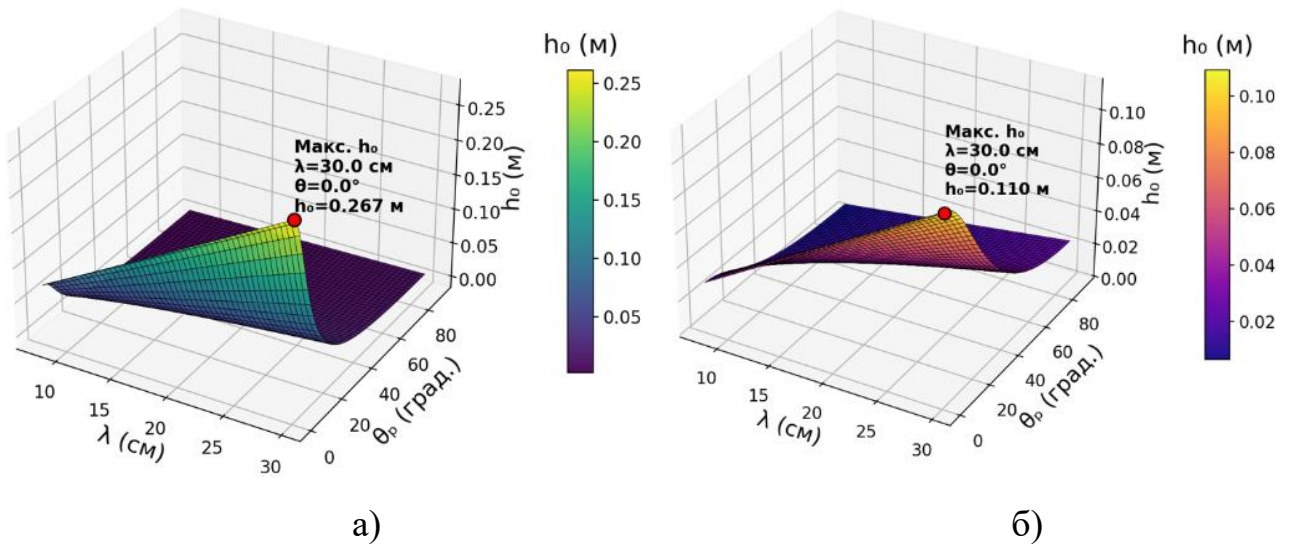 h₀ (м)
0.25
0.20
0.15
0.10
0.05
Макс. h₀
λ=30.0 см
θ=0.0°
h₀=0.267 м
0.25
0.20
0.15
0.10
0.05
0.00
h₀ (м)
10
15
20
25
30
λ (см)
0
20
40
60
80
θₚ (град.)
а)
h₀ (м)
0.10
0.08
0.06
0.04
0.02
Макс. h₀
λ=30.0 см
θ=0.0°
h₀=0.110 м
0.10
0.08
0.06
0.04
0.02
0.00
h₀ (м)
10
15
20
25
30
λ (см)
0
20
40
60
80
θₚ (град.)
б)